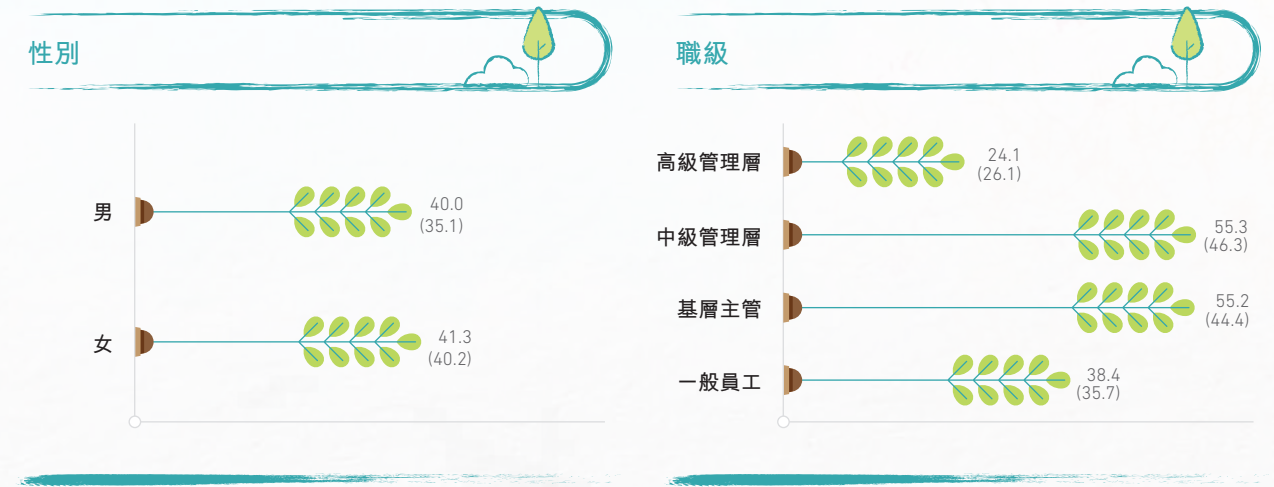 性別
男
40.0
(35.1)
女
41.3
(40.2)
職級
高級管理層
24.1
(26.1)
中級管理層
55.3
(46.3)
基層主管
55.2
(44.4)
一般員工
38.4
(35.7)